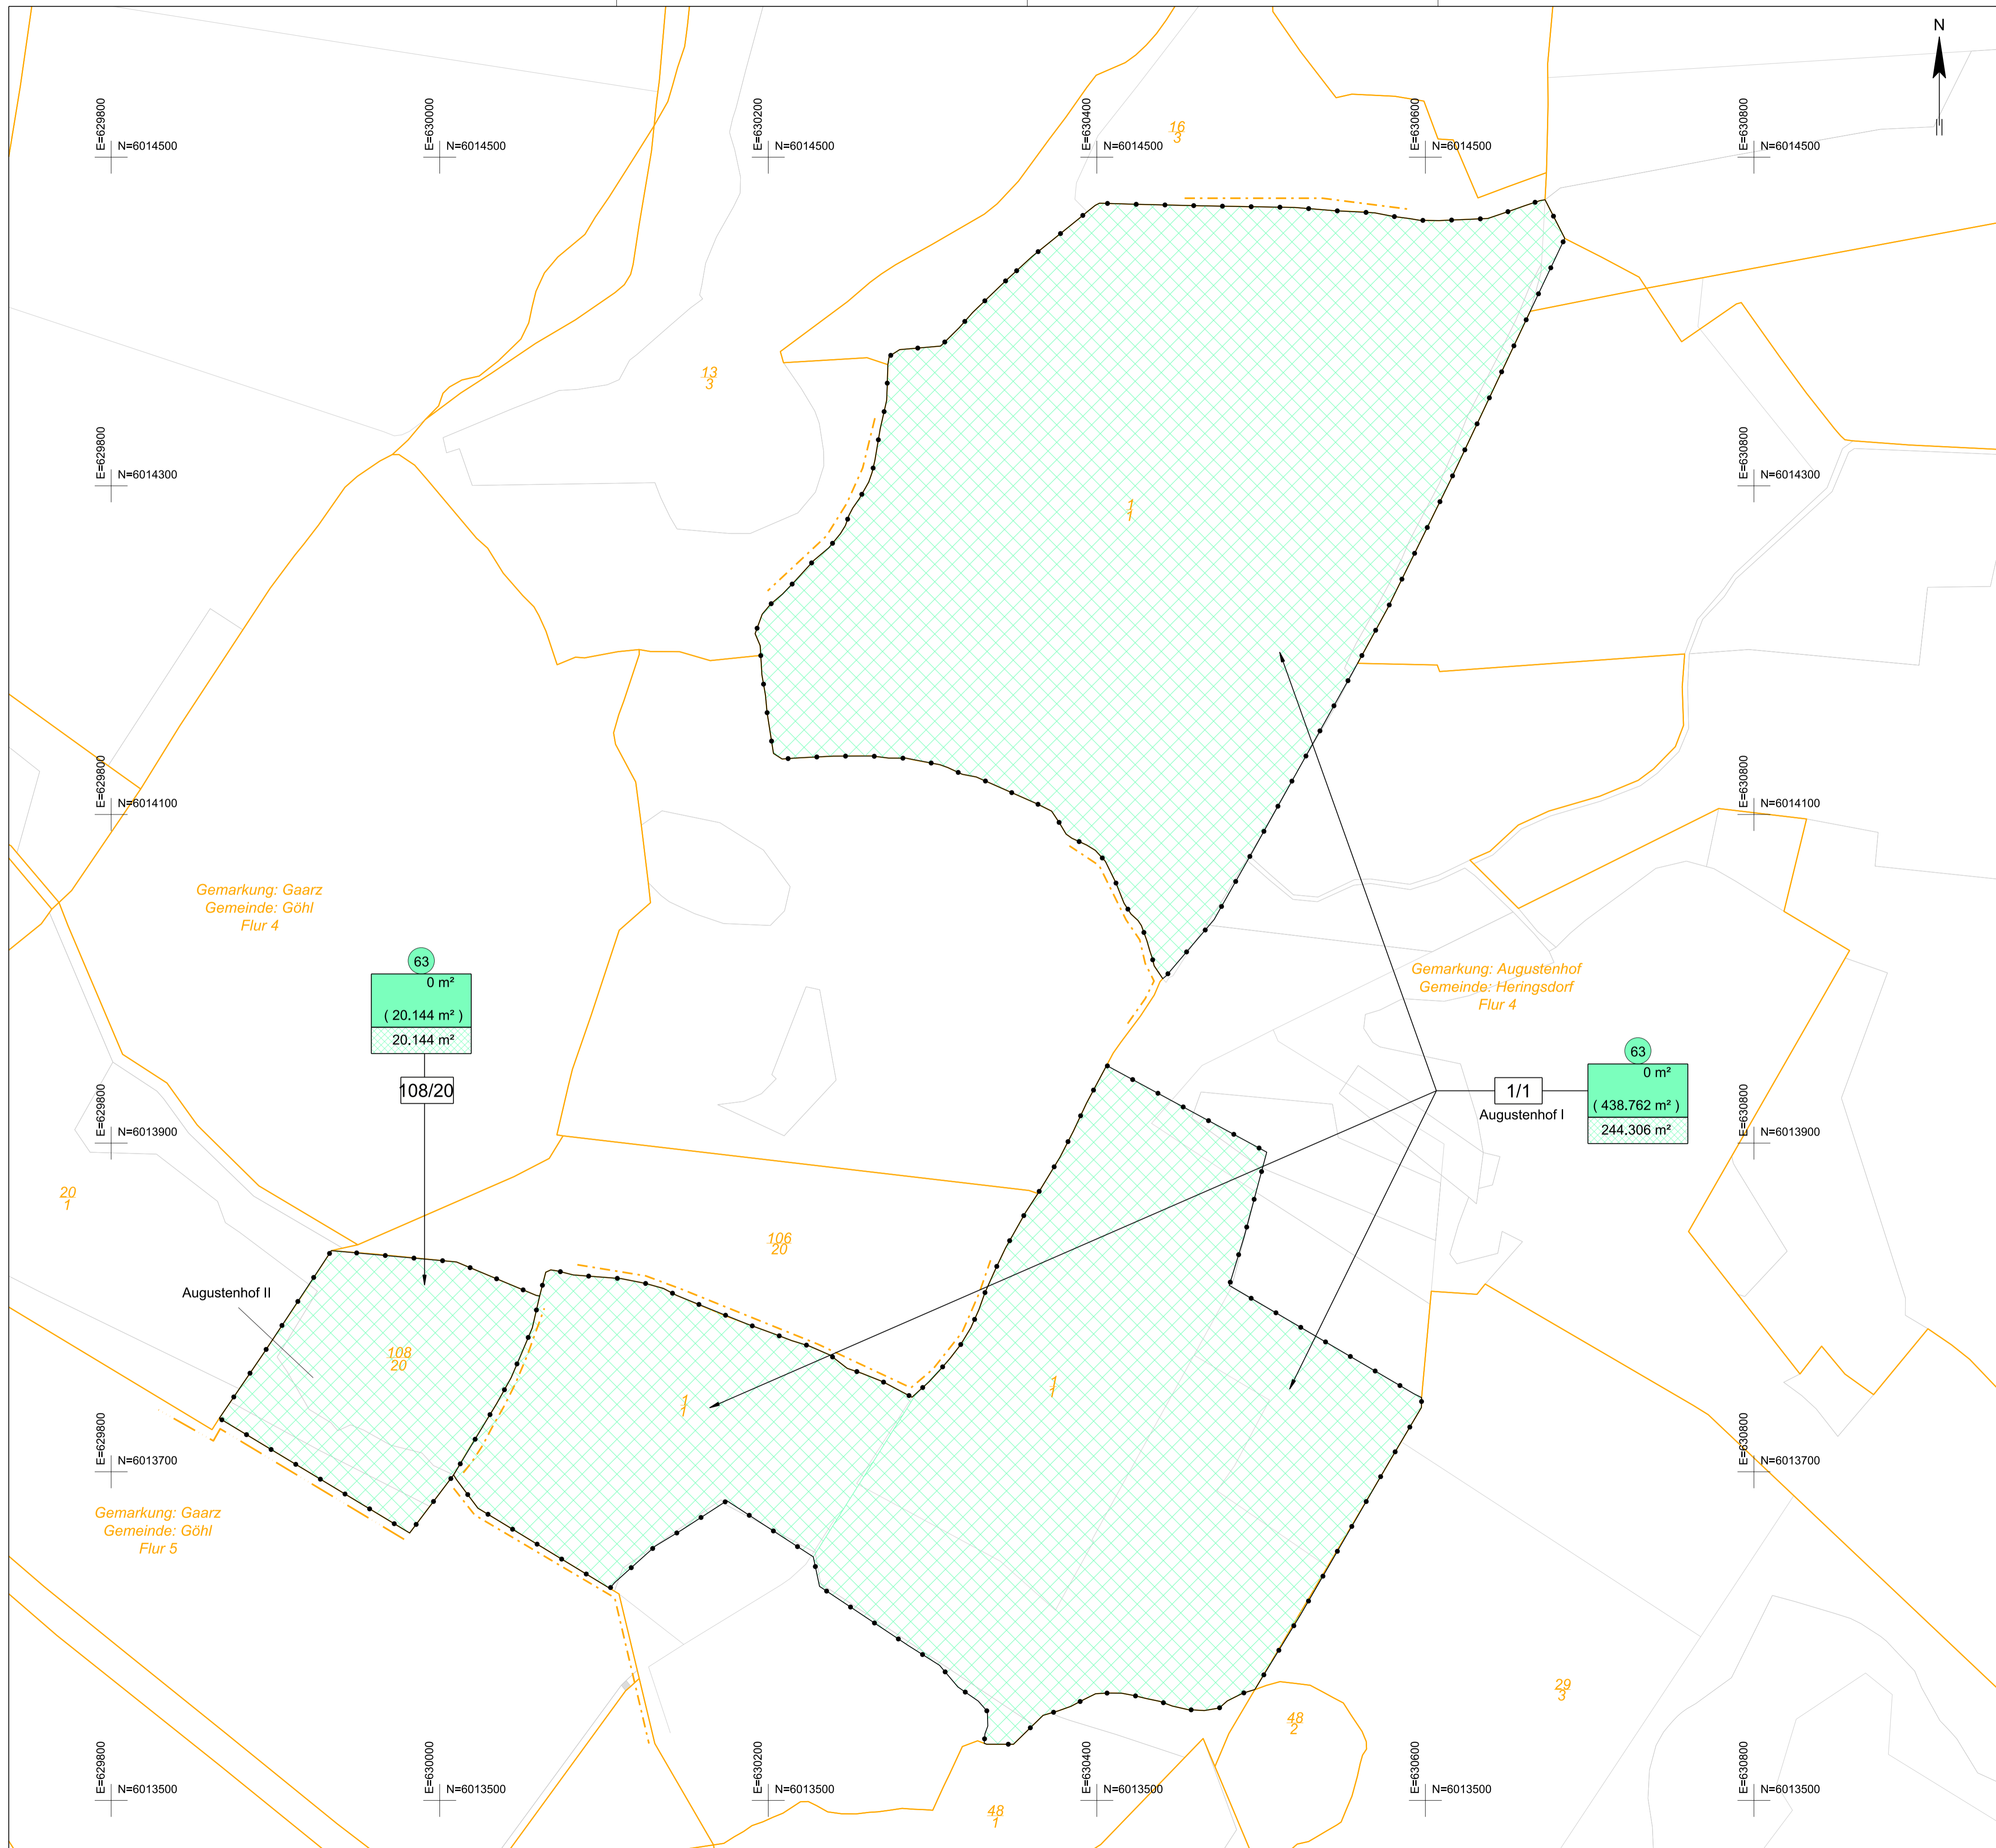 N
E=629800
N=6014500
E=630000
N=6014500
E=630200
N=6014500
E=630400
N=6014500
E=630600
N=6014500
E=630800
N=6014500
16
3
13
3
E=629800
N=6014300
E=630800
N=6014300
1
1
E=629800
N=6014100
E=630800
N=6014100
Gemarkung: Gaarz
Gemeinde: Göhl
Flur 4
63
0 m²
( 20.144 m² )
20.144 m²
108/20
Gemarkung: Augustenhof
Gemeinde: Heringsdorf
Flur 4
63
0 m²
( 438.762 m² )
244.306 m²
1/1
Augustenhof I
E=629800
N=6013900
E=630800
N=6013900
20
1
106
20
Augustenhof II
108
20
1
1
1
1
E=629800
N=6013700
E=630800
N=6013700
Gemarkung: Gaarz
Gemeinde: Göhl
Flur 5
29
3
48
2
E=629800
N=6013500
E=630000
N=6013500
E=630200
N=6013500
E=630400
N=6013500
E=630600
N=6013500
E=630800
N=6013500
48
1